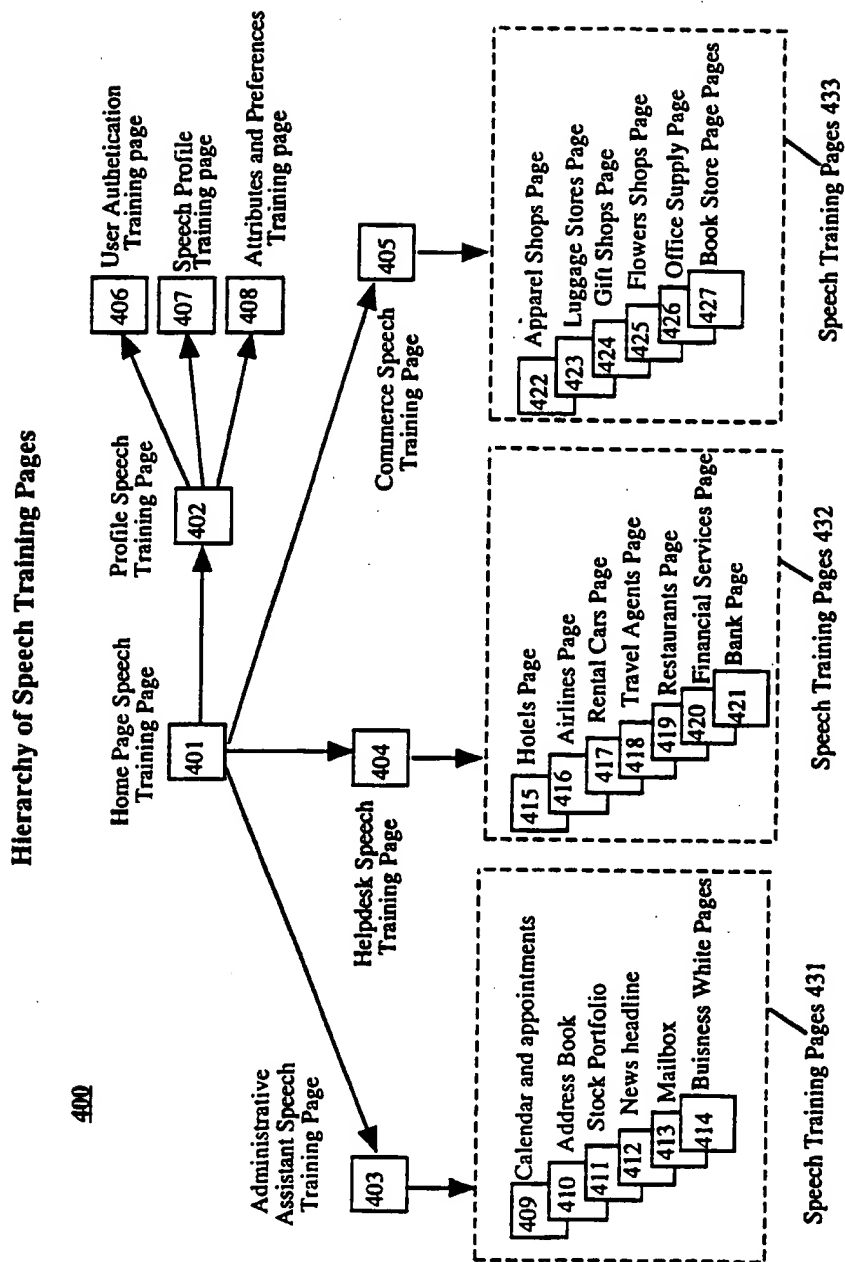 Hierarchy of Speech Training Pages
400
Home Page Speech
Training Page
401
Profile Speech
Training Page
402
User Authetication
Training page
406
Speech Profile
Training page
407
Attributes and Preferences
Training page
408
Administrative
Assistant Speech
Training Page
403
Helpdesk Speech
Training Page
404
Commerce Speech
Training Page
405
409 Calendar and appointments
410 Address Book
411 Stock Portfolio
412 News headline
413 Mailbox
414 Buisness White Pages
Speech Training Pages 431
415 Hotels Page
416 Airlines Page
417 Rental Cars Page
418 Travel Agents Page
419 Restaurants Page
420 Financial Services Page
421 Bank Page
Speech Training Pages 432
422 Apparel Shops Page
423 Luggage Stores Page
424 Gift Shops Page
425 Flowers Shops Page
426 Office Supply Page
427 Book Store Page Pages
Speech Training Pages 433